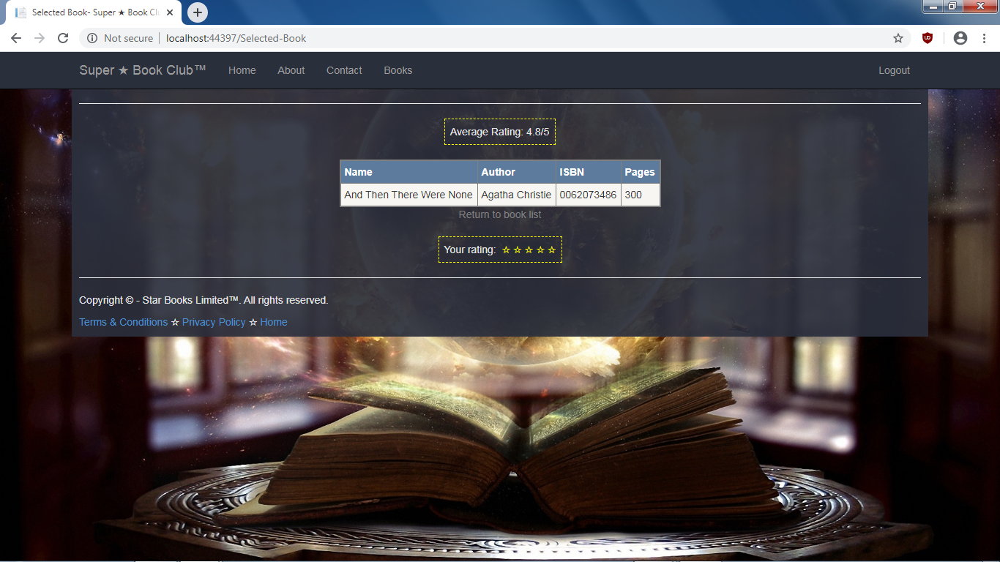 Selected Book- Super ★ Book Cl
Not secure localhost:44397/Selected-Book
Super ★ Book Club™ Home About Contact Books Logout
Average Rating: 4.8/5
Name Author ISBN Pages
And Then There Were None Agatha Christie 0062073486 300
Return to book list
Your rating: ☆ ☆ ☆ ☆ ☆
Copyright © - Star Books Limited™. All rights reserved.
Terms & Conditions ☆ Privacy Policy ☆ Home